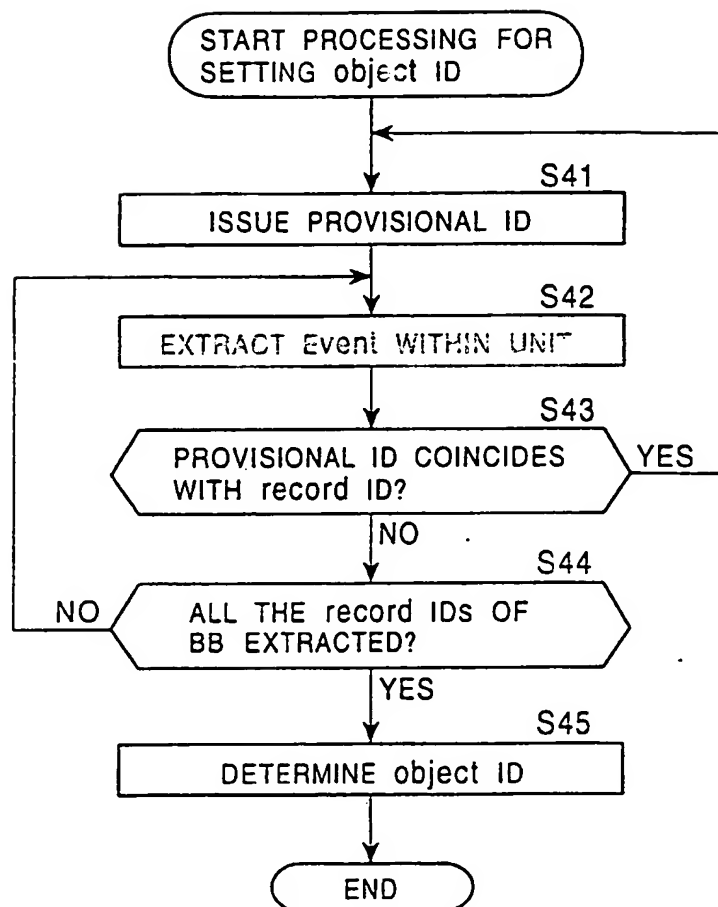 START PROCESSING FOR
SETTING object ID
S41
ISSUE PROVISIONAL ID
S42
EXTRACT Event WITHIN UNIT
S43
PROVISIONAL ID COINCIDES
WITH record ID?
YES
NO
S44
ALL THE record IDs OF
BB EXTRACTED?
NO
YES
S45
DETERMINE object ID
END